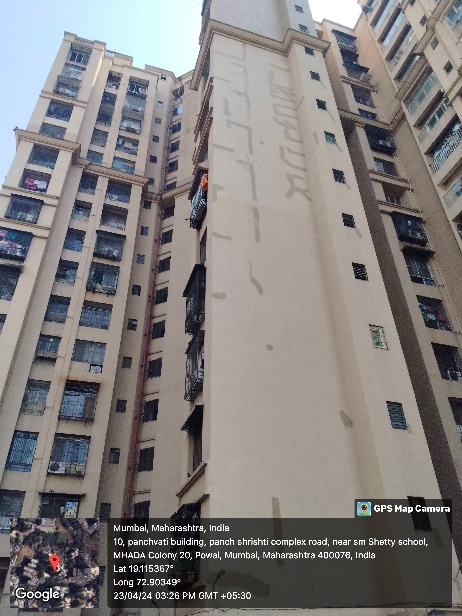 GPS Map Camera
Mumbai, Maharashtra, India
10, panchvati building, panch shrishti complex road, near sm Shetty school,
MHADA Colony 20, Powai, Mumbai, Maharashtra 400076, India
Lat 19.115367°
Long 72.90349°
23/04/24 03:26 PM GMT +05:30
Google